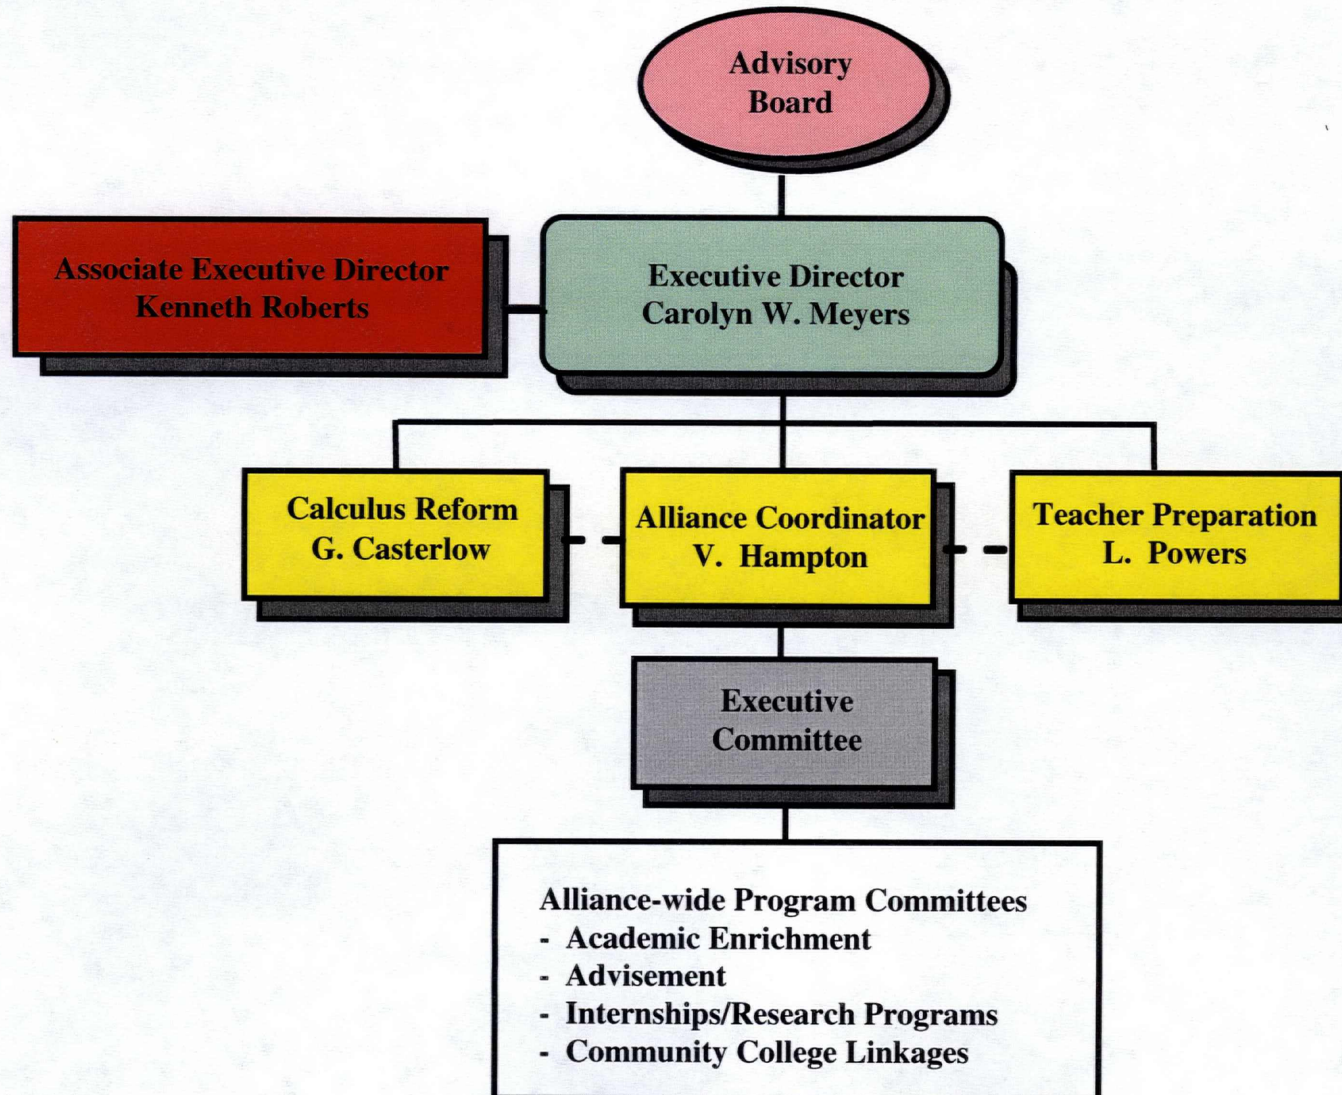 Advisory
Board
Associate Executive Director
Kenneth Roberts
Executive Director
Carolyn W. Meyers
Calculus Reform
G. Casterlow
Alliance Coordinator
V. Hampton
Teacher Preparation
L. Powers
Executive
Committee
Alliance-wide Program Committees
- Academic Enrichment
- Advisement
- Internships/Research Programs
- Community College Linkages